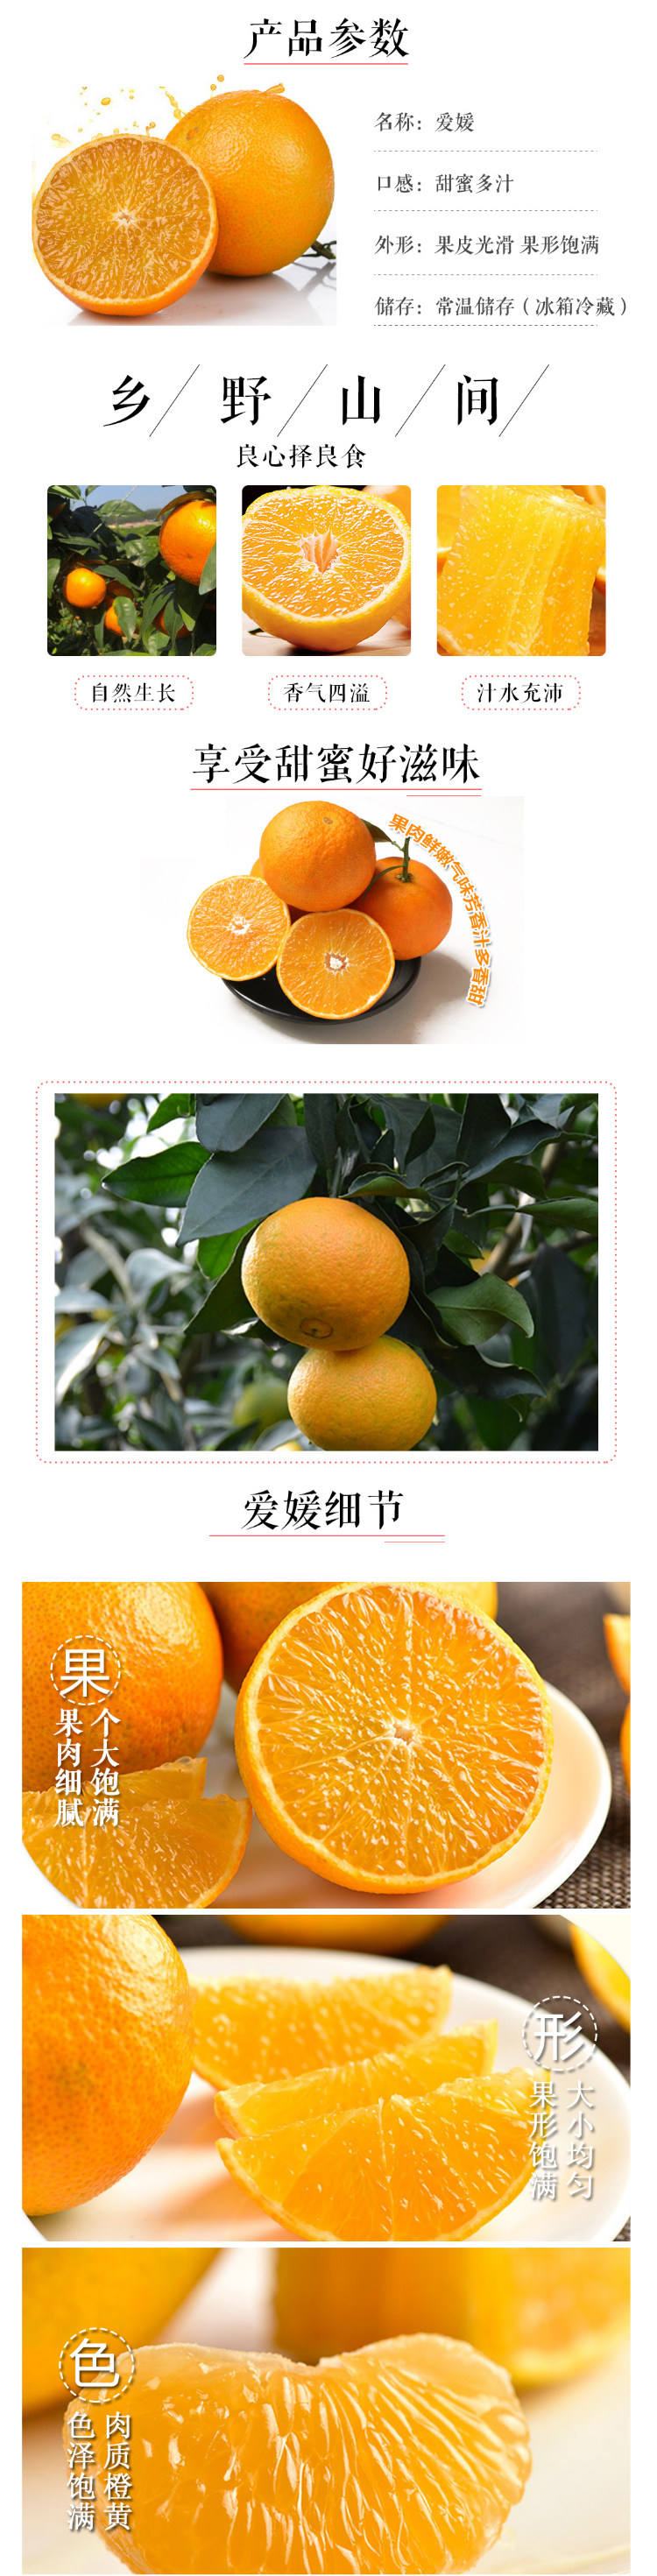 产品参数
名称：爱媛
口感：甜蜜多汁
外形：果皮光滑 果形饱满
储存：常温储存（冰箱冷藏）
乡野山间
良心择良食
自然生长
香气四溢
汁水充沛
享受甜蜜好滋味
果肉鲜嫩气味芳香汁多香甜
爱媛细节
果
个大饱满
果肉细腻
形
大小均匀
果形饱满
色
肉质橙黄
色泽饱满